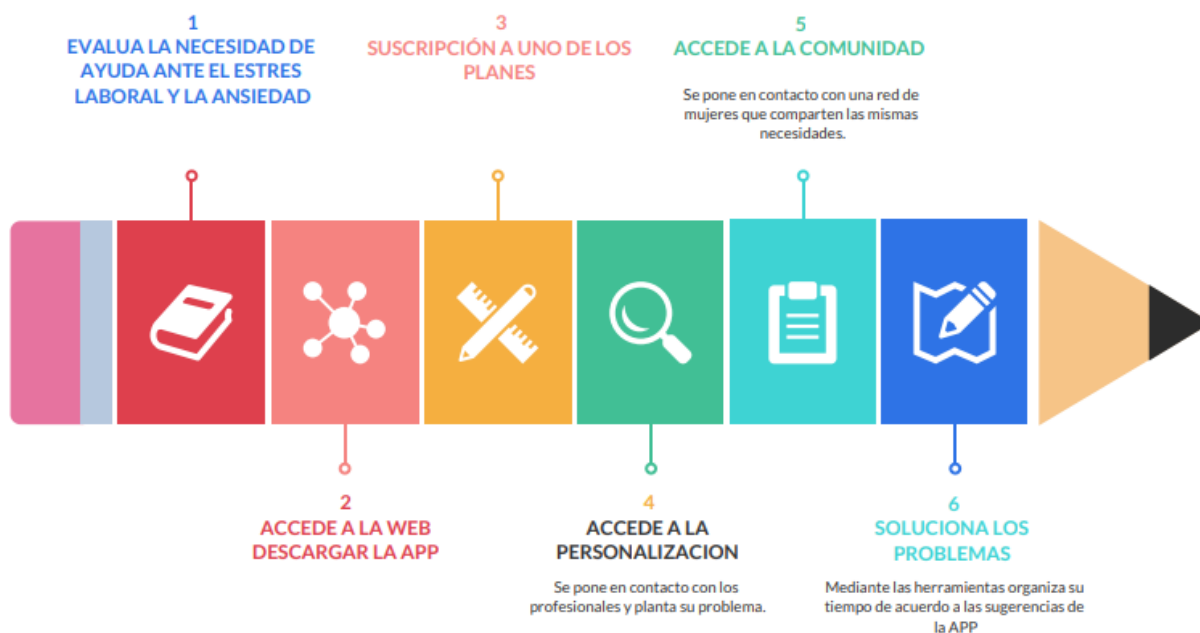 1
EVALUA LA NECESIDAD DE
AYUDA ANTE EL ESTRES
LABORAL Y LA ANSIEDAD
2
ACCEDE A LA WEB
DESCARGAR LA APP
3
SUSCRIPCIÓN A UNO DE LOS
PLANES
4
ACCEDE A LA
PERSONALIZACION
Se pone en contacto con los
profesionales y planta su problema.
5
ACCEDE A LA COMUNIDAD
Se pone en contacto con una red de
mujeres que comparten las mismas
necesidades.
6
SOLUCIONA LOS
PROBLEMAS
Mediante las herramientas organiza su
tiempo de acuerdo a las sugerencias de
la APP